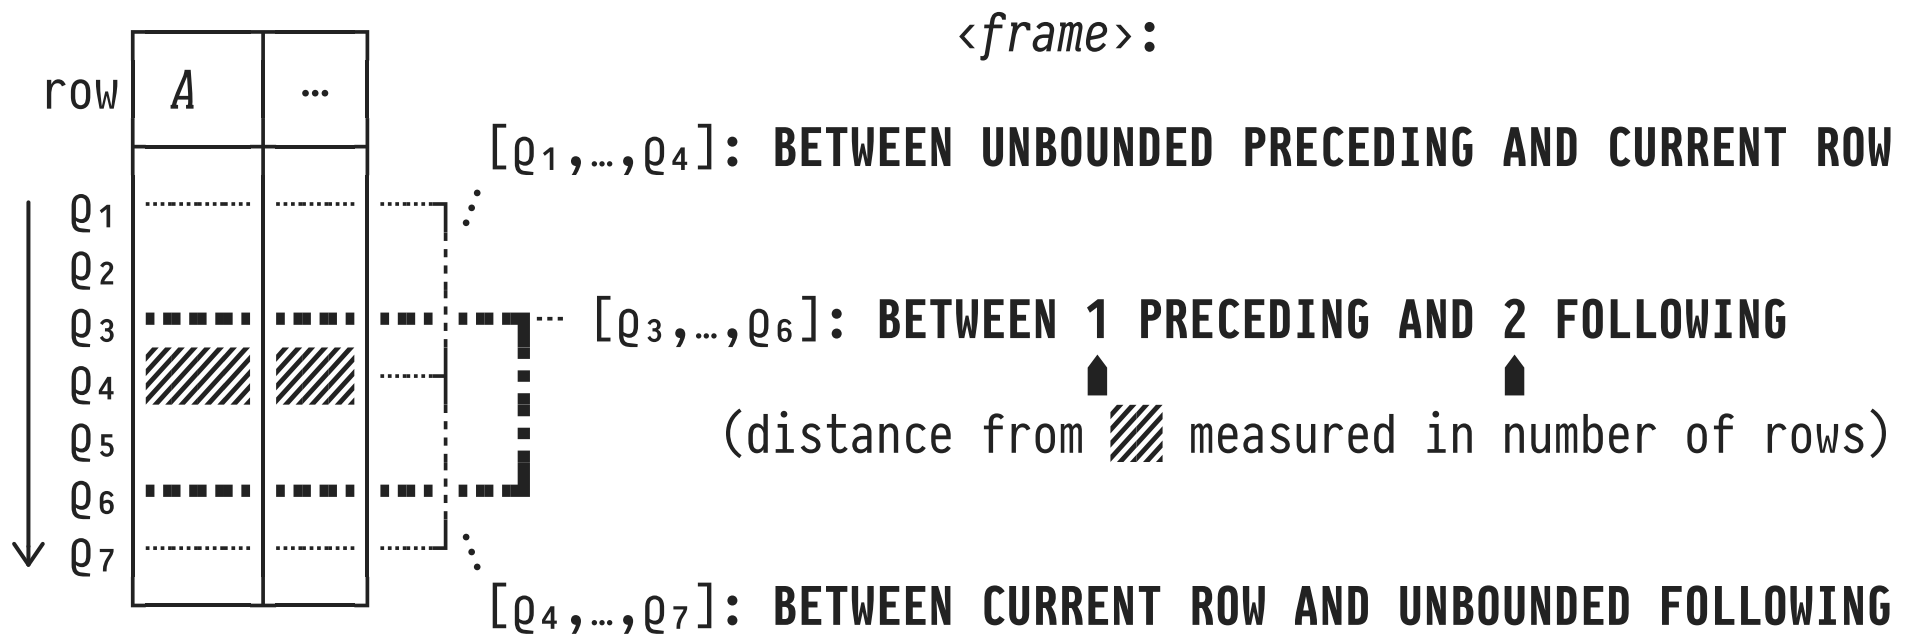 ‹frame›:
row A …
[ϱ1,…,ϱ4]: BETWEEN UNBOUNDED PRECEDING AND CURRENT ROW
ϱ1
ϱ2
ϱ3 [ϱ3,…,ϱ6]: BETWEEN 1 PRECEDING AND 2 FOLLOWING
ϱ4
ϱ5 (distance from measured in number of rows)
ϱ6
ϱ7
[ϱ4,…,ϱ7]: BETWEEN CURRENT ROW AND UNBOUNDED FOLLOWING